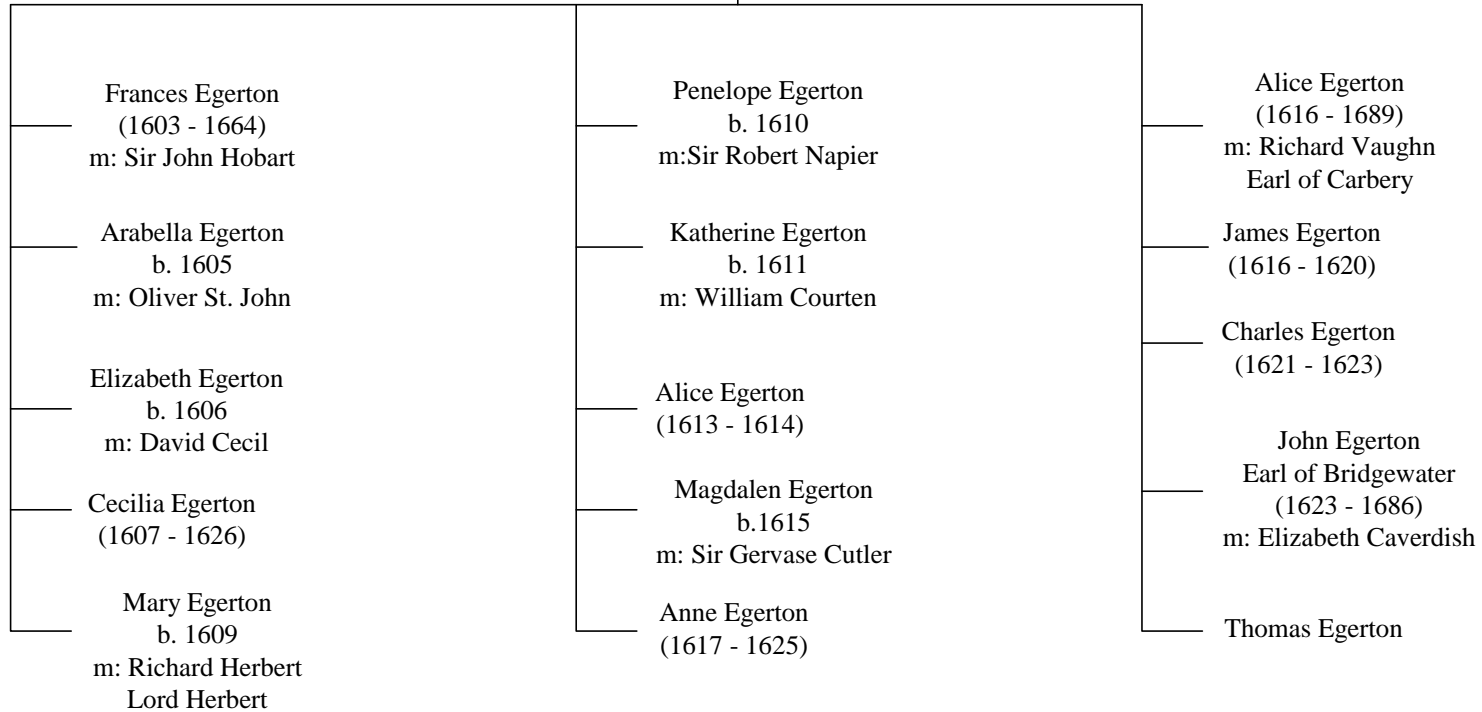 Frances Egerton
(1603 - 1664)
m: Sir John Hobart
Arabella Egerton
b. 1605
m: Oliver St. John
Elizabeth Egerton
b. 1606
m: David Cecil
Cecilia Egerton
(1607 - 1626)
Mary Egerton
b. 1609
m: Richard Herbert
Lord Herbert
Penelope Egerton
b. 1610
m:Sir Robert Napier
Katherine Egerton
b. 1611
m: William Courten
Alice Egerton
(1613 - 1614)
Magdalen Egerton
b.1615
m: Sir Gervase Cutler
Anne Egerton
(1617 - 1625)
Alice Egerton
(1616 - 1689)
m: Richard Vaughn
Earl of Carbery
James Egerton
(1616 - 1620)
Charles Egerton
(1621 - 1623)
John Egerton
Earl of Bridgewater
(1623 - 1686)
m: Elizabeth Caverdish
Thomas Egerton